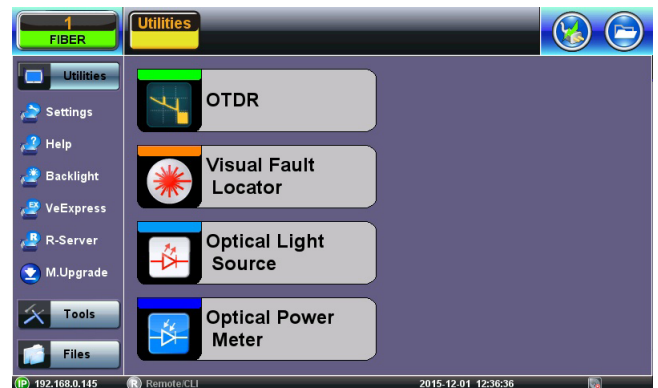 1
FIBER
Utilities
Utilities
Settings
Help
Backlight
EX
VeExpress
R
R-Server
M.Upgrade
Tools
Files
OTDR
Visual Fault
Locator
Optical Light
Source
Optical Power
Meter
IP 192.168.0.145
R Remote/CLI
2015-12-01 12:36:36